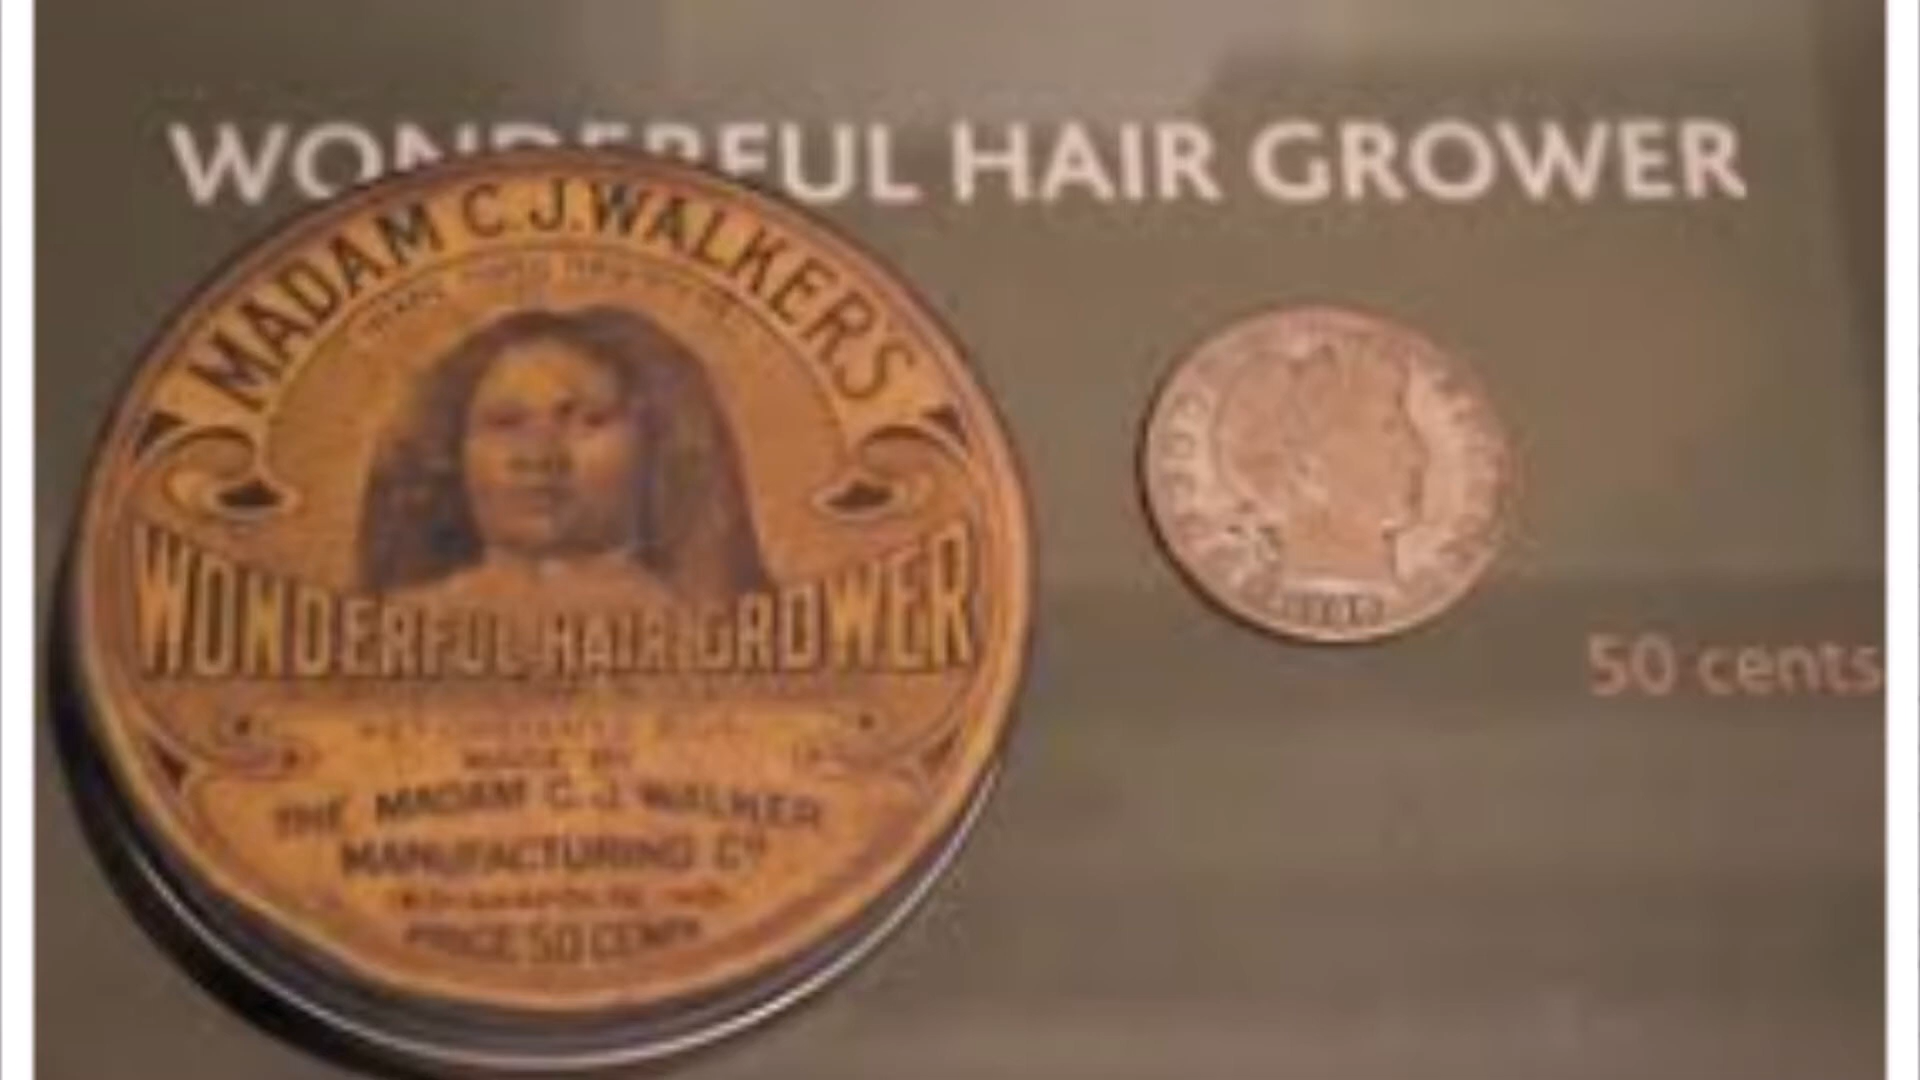 WONDERFUL HAIR GROWER
MADAM C.J. WALKER'S
WONDERFUL HAIR GROWER
MADE BY
THE MADAM C.J. WALKER
MANUFACTURING Co
PRICE 50 CENTS
50 cents